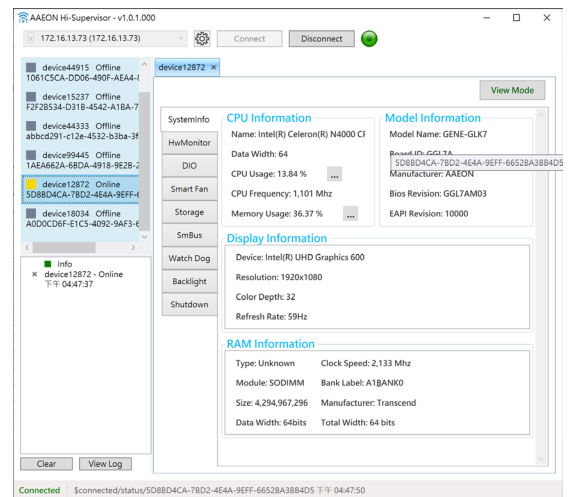 AAEON Hi-Supervisor - v1.0.1.000
172.16.13.73 (172.16.13.73)
Connect
Disconnect
device44915 Offline
1061C5CA-DD06-490F-AEA4-
device15237 Offline
F2F2B534-D31B-4542-A1BA-7
device44333 Offline
abbcd291-c12e-4532-b3ba-3f
device99445 Offline
1AEA662A-6BDA-4918-9E2B-2
device12872 Online
5D8BD4CA-7BD2-4E4A-9EFF-6
device18034 Offline
A0D0CD6F-E1C5-4092-9AF3-6
Info
× device12872 - Online
下午 04:47:37
Clear
View Log
device12872 ×
View Mode
SystemInfo
HwMonitor
DIO
Smart Fan
Storage
SmBus
Watch Dog
Backlight
Shutdown
CPU Information
Name: Intel(R) Celeron(R) N4000 CF
Data Width: 64
CPU Usage: 13.84 % ...
CPU Frequency: 1,101 Mhz
Memory Usage: 36.37 % ...
Model Information
Model Name: GENE-GLK7
Board ID: GGL7A
5D8BD4CA-7BD2-4E4A-9EFF-6652BA3BB4D5
Manufacturer: AAEON
Bios Revision: GGL7AM03
EAPI Revision: 10000
Display Information
Device: Intel(R) UHD Graphics 600
Resolution: 1920x1080
Color Depth: 32
Refresh Rate: 59Hz
RAM Information
Type: Unknown Clock Speed: 2,133 Mhz
Module: SODIMM Bank Label: A1BANK0
Size: 4,294,967,296 Manufacturer: Transcend
Data Width: 64bits Total Width: 64 bits
Connected $connected/status/5D8BD4CA-7BD2-4E4A-9EFF-6652BA3BB4D5 下午 04:47:50